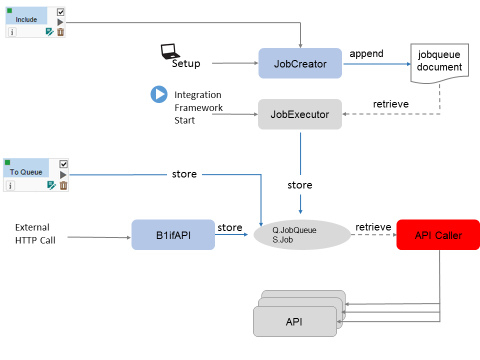 Include
i
Setup
JobCreator
append
jobqueue
document
Integration
Framework
Start
JobExecutor
retrieve
To Queue
i
store
store
External
HTTP Call
B1ifAPI
store
Q.JobQueue
S.Job
retrieve
API Caller
API